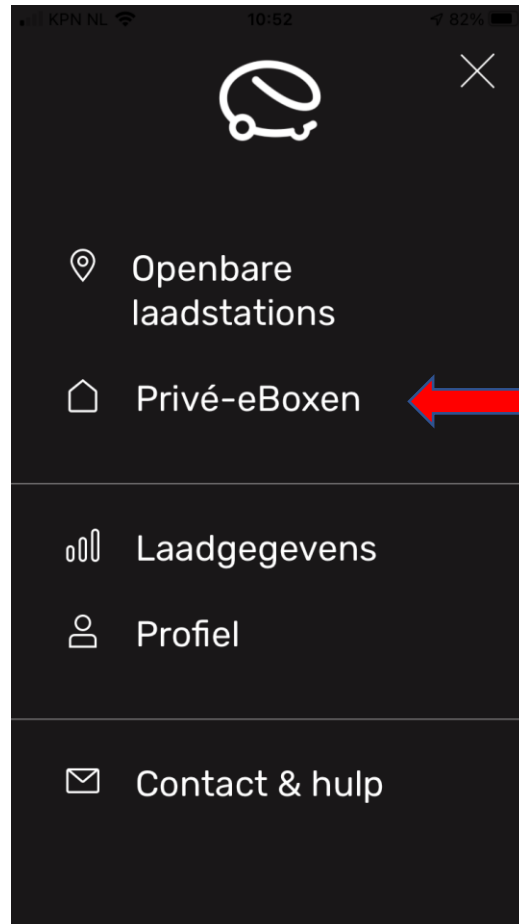 KPN NL 10:52 82%
Openbare
laadstations
Privé-eBoxen
Laadgegevens
Profiel
Contact & hulp